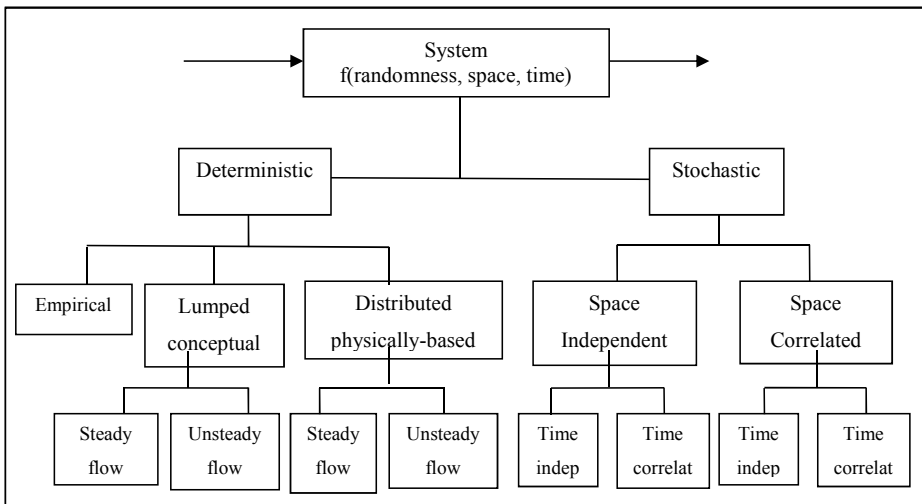 System
f(randomness, space, time)
Deterministic
Stochastic
Empirical
Lumped
conceptual
Distributed
physically-based
Space
Independent
Space
Correlated
Steady
flow
Unsteady
flow
Steady
flow
Unsteady
flow
Time
indep
Time
correlat
Time
indep
Time
correlat